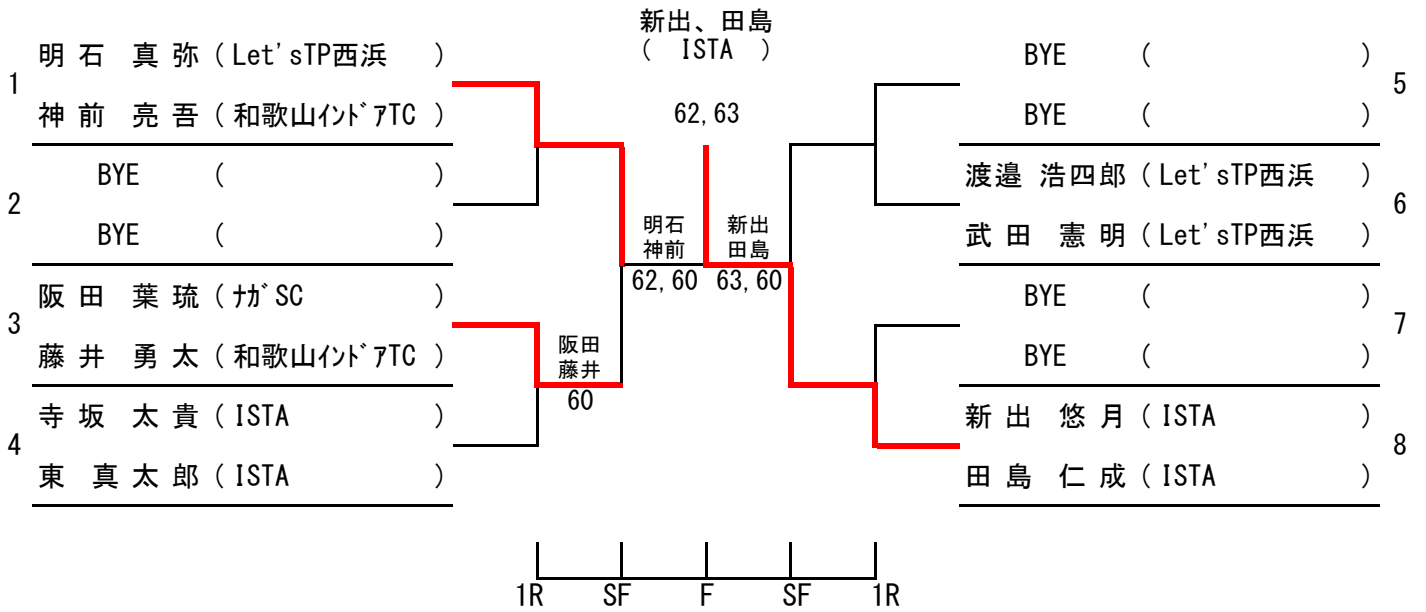 新出、田島
( ISTA )
62,63
1
明石 真弥 (Let'sTP西浜 )
神前 亮吾 (和歌山ｲﾝﾄﾞｱTC )
2
BYE ( )
BYE ( )
3
阪田 葉琉 (ﾅｶﾞSC )
藤井 勇太 (和歌山ｲﾝﾄﾞｱTC )
4
寺坂 太貴 (ISTA )
東 真太郎 (ISTA )
阪田
藤井
60
明石
神前
62,60
新出
田島
63,60
BYE ( )
BYE ( )
5
渡邉 浩四郎 (Let'sTP西浜 )
武田 憲明 (Let'sTP西浜 )
6
BYE ( )
BYE ( )
7
新出 悠月 (ISTA )
田島 仁成 (ISTA )
8
1R SF F SF 1R